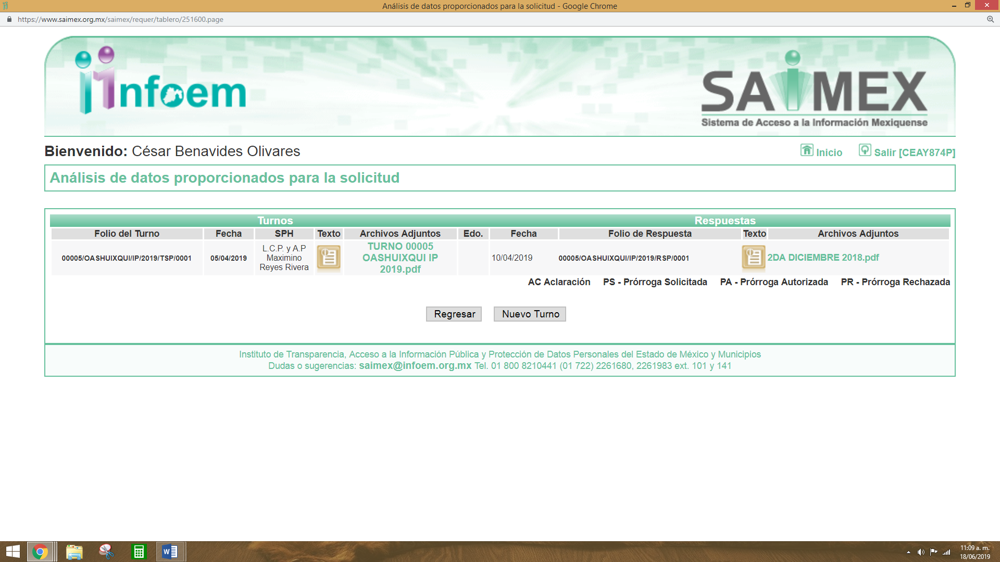 Análisis de datos proporcionados para la solicitud - Google Chrome
https://www.saimex.org.mx/saimex/requer/tablero/251600.page
infoem
SAIMEX
Sistema de Acceso a la Información Mexiquense
Bienvenido: César Benavides Olivares
Inicio
Salir [CEAY874P]
Análisis de datos proporcionados para la solicitud
Turnos
Respuestas
Folio del Turno
Fecha
SPH
Texto
Archivos Adjuntos
Edo.
Fecha
Folio de Respuesta
Texto
Archivos Adjuntos
00005/OASHUIXQUI/IP/2019/TSP/0001
05/04/2019
L.C.P. y A.P
Maximino
Reyes Rivera
TURNO 00005
OASHUIXQUI IP
2019.pdf
10/04/2019
00005/OASHUIXQUI/IP/2019/RSP/0001
2DA DICIEMBRE 2018.pdf
AC Aclaración
PS - Prórroga Solicitada
PA - Prórroga Autorizada
PR - Prórroga Rechazada
Regresar
Nuevo Turno
Instituto de Transparencia, Acceso a la Información Pública y Protección de Datos Personales del Estado de México y Municipios
Dudas o sugerencias: saimex@infoem.org.mx Tel. 01 800 8210441 (01 722) 2261680, 2261983 ext. 101 y 141
11:09 a. m.
18/06/2019